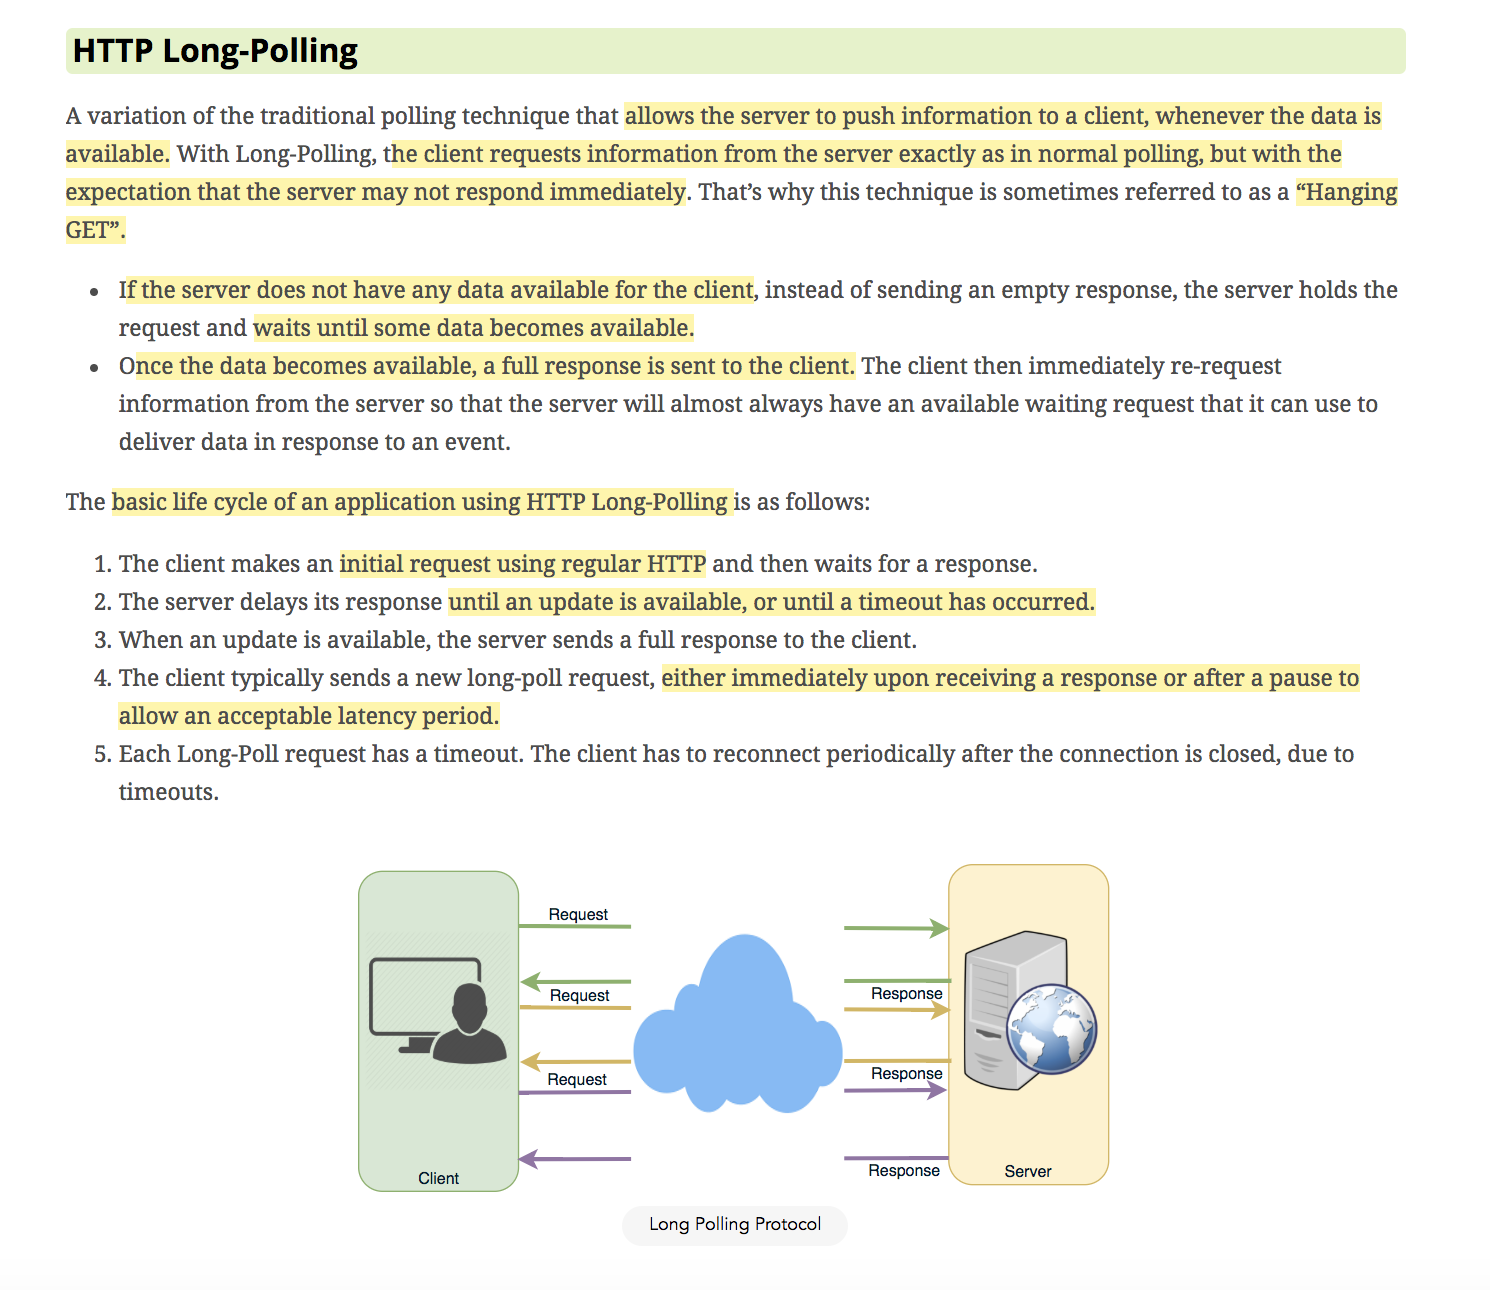 HTTP Long-Polling
A variation of the traditional polling technique that allows the server to push information to a client, whenever the data is
available. With Long-Polling, the client requests information from the server exactly as in normal polling, but with the
expectation that the server may not respond immediately. That’s why this technique is sometimes referred to as a “Hanging
GET”.
• If the server does not have any data available for the client, instead of sending an empty response, the server holds the
request and waits until some data becomes available.
• Once the data becomes available, a full response is sent to the client. The client then immediately re-request
information from the server so that the server will almost always have an available waiting request that it can use to
deliver data in response to an event.
The basic life cycle of an application using HTTP Long-Polling is as follows:
1. The client makes an initial request using regular HTTP and then waits for a response.
2. The server delays its response until an update is available, or until a timeout has occurred.
3. When an update is available, the server sends a full response to the client.
4. The client typically sends a new long-poll request, either immediately upon receiving a response or after a pause to
allow an acceptable latency period.
5. Each Long-Poll request has a timeout. The client has to reconnect periodically after the connection is closed, due to
timeouts.
Request
Request
Response
Request
Response
Response
Client
Server
Long Polling Protocol